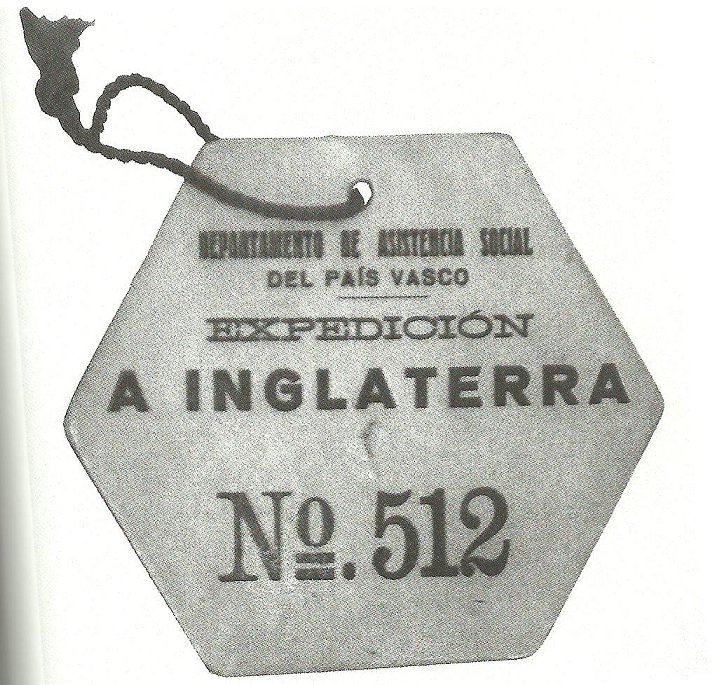 DEPARTAMENTO DE ASISTENCIA SOCIAL
DEL PAÍS VASCO
EXPEDICIÓN
A INGLATERRA
Nº. 512